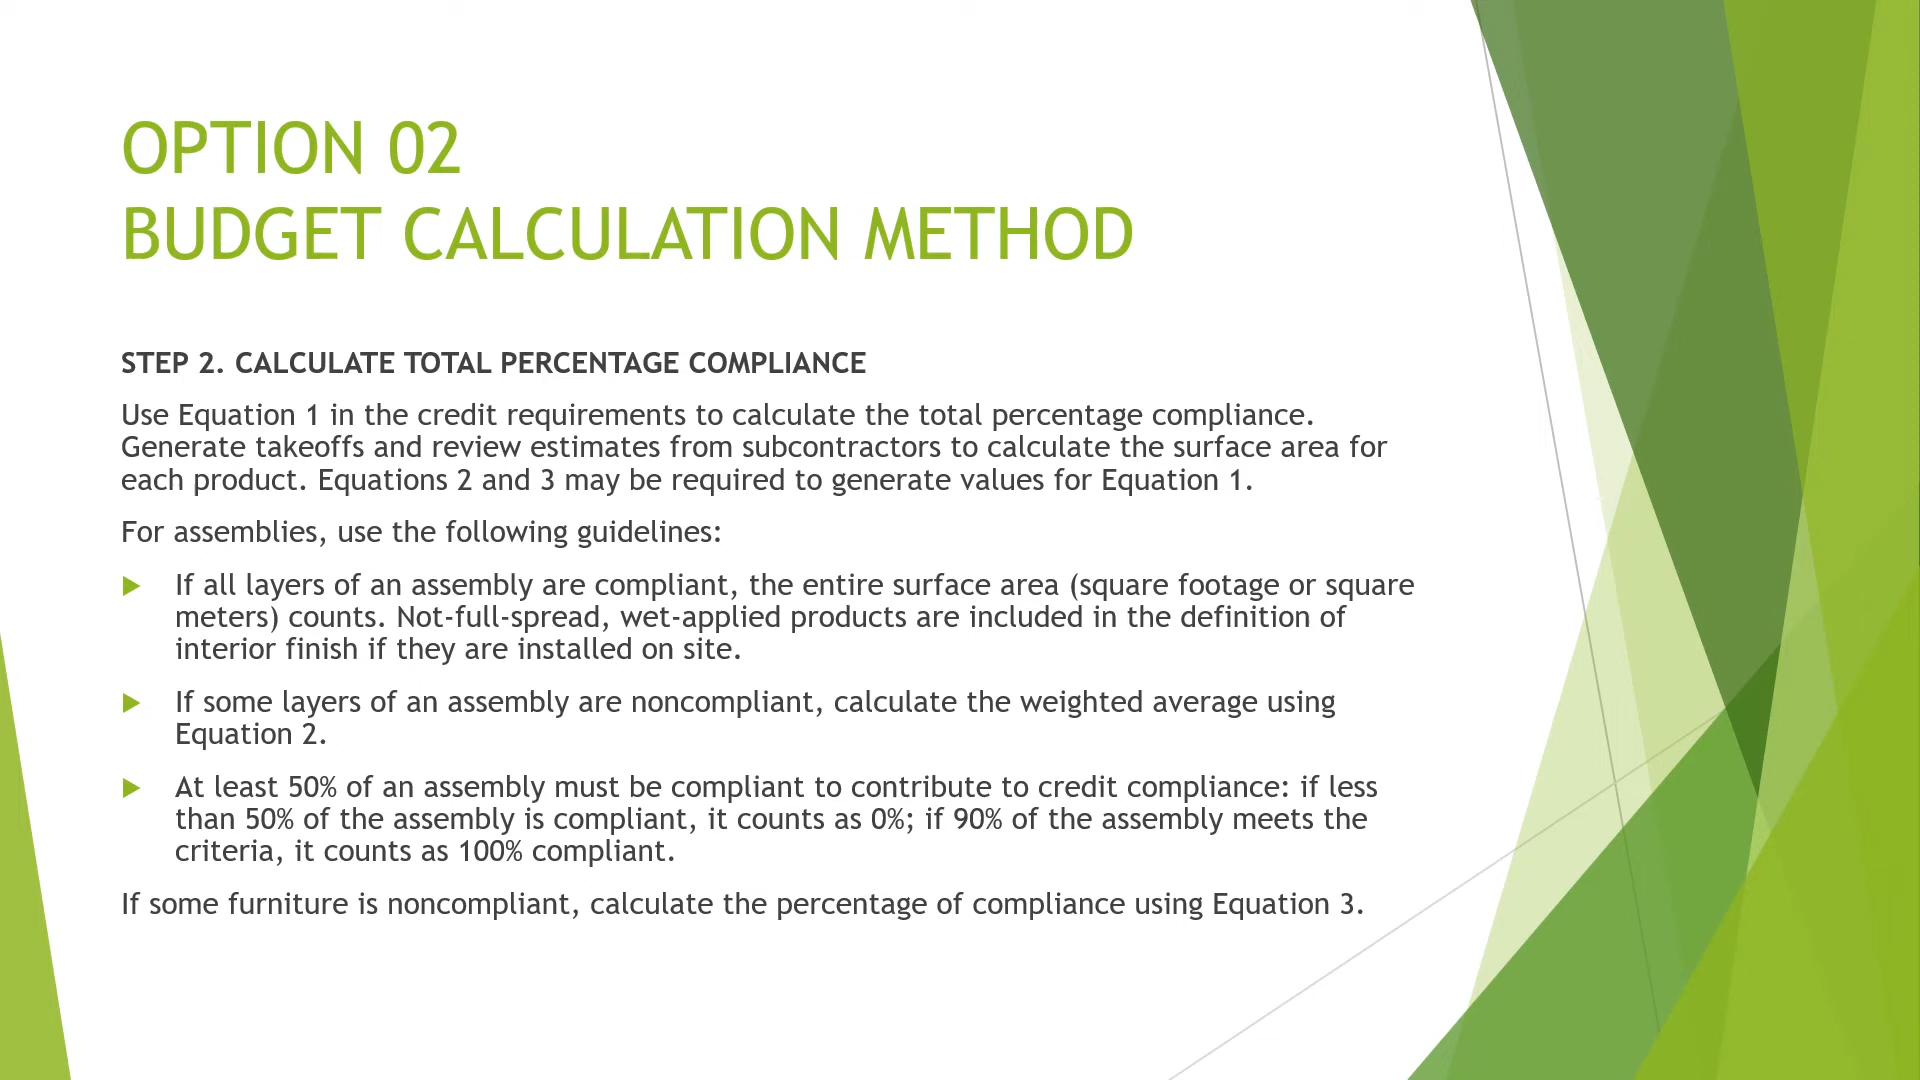 OPTION 02
BUDGET CALCULATION METHOD
STEP 2. CALCULATE TOTAL PERCENTAGE COMPLIANCE
Use Equation 1 in the credit requirements to calculate the total percentage compliance.
Generate takeoffs and review estimates from subcontractors to calculate the surface area for
each product. Equations 2 and 3 may be required to generate values for Equation 1.
For assemblies, use the following guidelines:
If all layers of an assembly are compliant, the entire surface area (square footage or square
meters) counts. Not-full-spread, wet-applied products are included in the definition of
interior finish if they are installed on site.
If some layers of an assembly are noncompliant, calculate the weighted average using
Equation 2.
At least 50% of an assembly must be compliant to contribute to credit compliance: if less
than 50% of the assembly is compliant, it counts as 0%; if 90% of the assembly meets the
criteria, it counts as 100% compliant.
If some furniture is noncompliant, calculate the percentage of compliance using Equation 3.